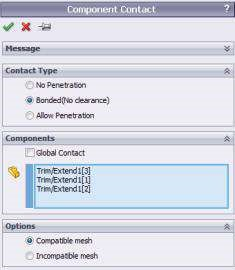 Component Contact ?
Message
Contact Type
No Penetration
Bonded(No clearance)
Allow Penetration
Components
Global Contact
Trim/Extend1[3]
Trim/Extend1[1]
Trim/Extend1[2]
Options
Compatible mesh
Incompatible mesh